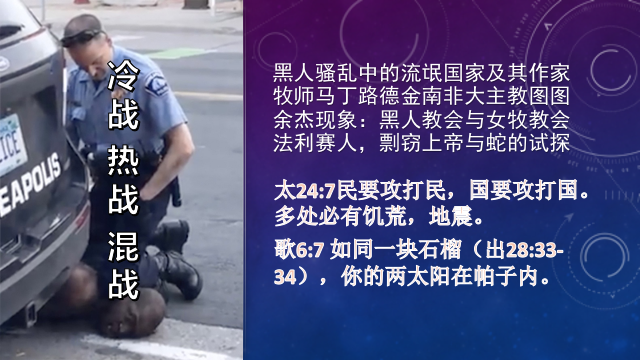 冷战 热战 混战
ICE
EAPOLIS
黑人骚乱中的流氓国家及其作家
牧师马丁路德金南非大主教图图
余杰现象：黑人教会与女牧教会
法利赛人，剽窃上帝与蛇的试探
太24:7民要攻打民，国要攻打国。
多处必有饥荒，地震。
歌6:7 如同一块石榴（出28:33-
34），你的两太阳在帕子内。